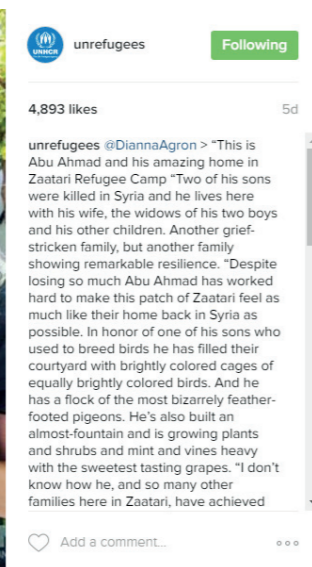 UNHCR
unrefugees
Following
4,893 likes
5d
unrefugees @DiannaAgron > “This is
Abu Ahmad and his amazing home in
Zaatari Refugee Camp “Two of his sons
were killed in Syria and he lives here
with his wife, the widows of his two boys
and his other children. Another grief-
stricken family, but another family
showing remarkable resilience. “Despite
losing so much Abu Ahmad has worked
hard to make this patch of Zaatari feel as
much like their home back in Syria as
possible. In honor of one of his sons who
used to breed birds he has filled their
courtyard with brightly colored cages of
equally brightly colored birds. And he
has a flock of the most bizarrely feather-
footed pigeons. He’s also built an
almost-fountain and is growing plants
and shrubs and mint and vines heavy
with the sweetest tasting grapes. “I don’t
know how he, and so many other
families here in Zaatari, have achieved
Add a comment...